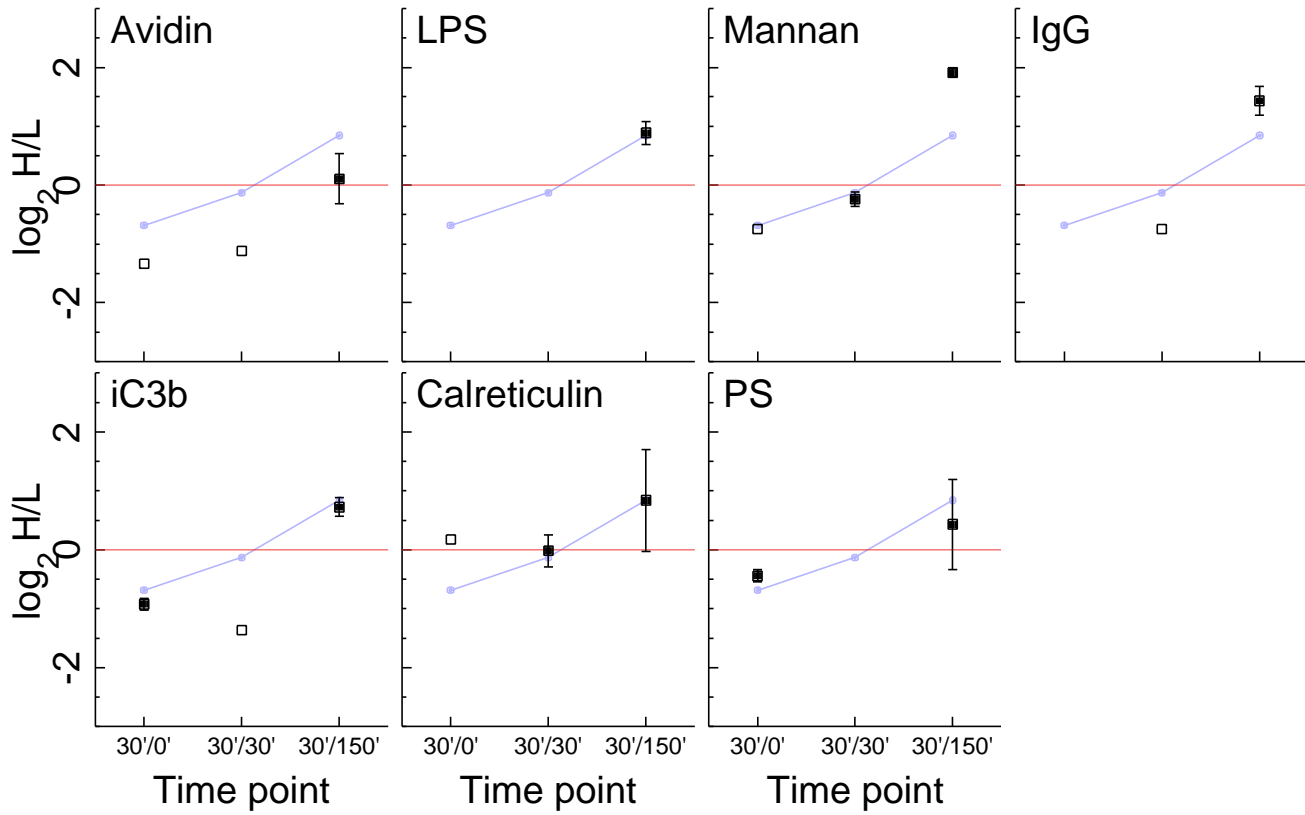 Avidin
LPS
Mannan
IgG
log2 H/L
2
0
-2
iC3b
Calreticulin
PS
log2 H/L
2
0
-2
30'/0' 30'/30' 30'/150'
30'/0' 30'/30' 30'/150'
30'/0' 30'/30' 30'/150'
Time point
Time point
Time point